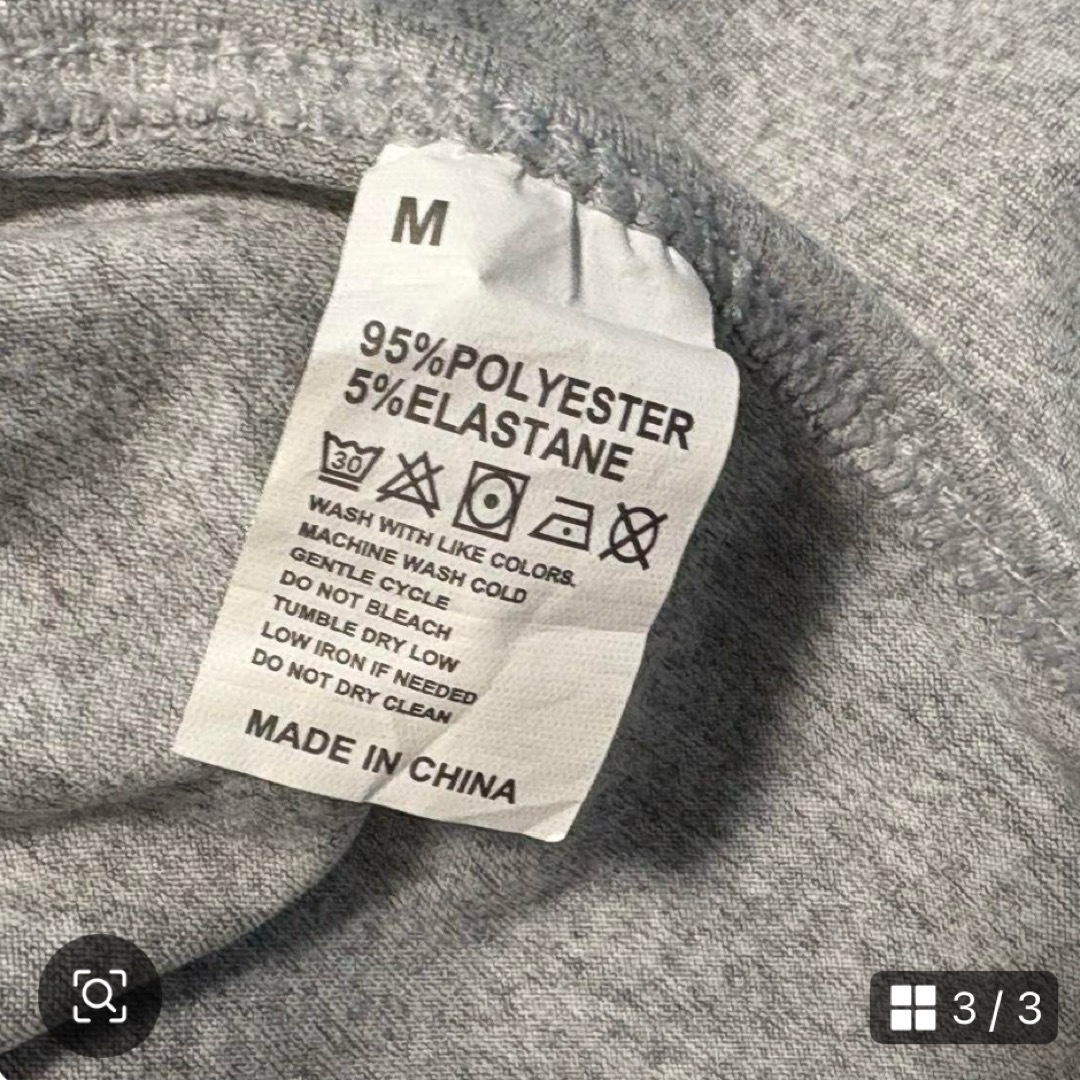 M
95%POLYESTER
5%ELASTANE
30
WASH WITH LIKE COLORS.
MACHINE WASH COLD
GENTLE CYCLE
DO NOT BLEACH
TUMBLE DRY LOW
LOW IRON IF NEEDED
DO NOT DRY CLEAN
MADE IN CHINA
3 / 3